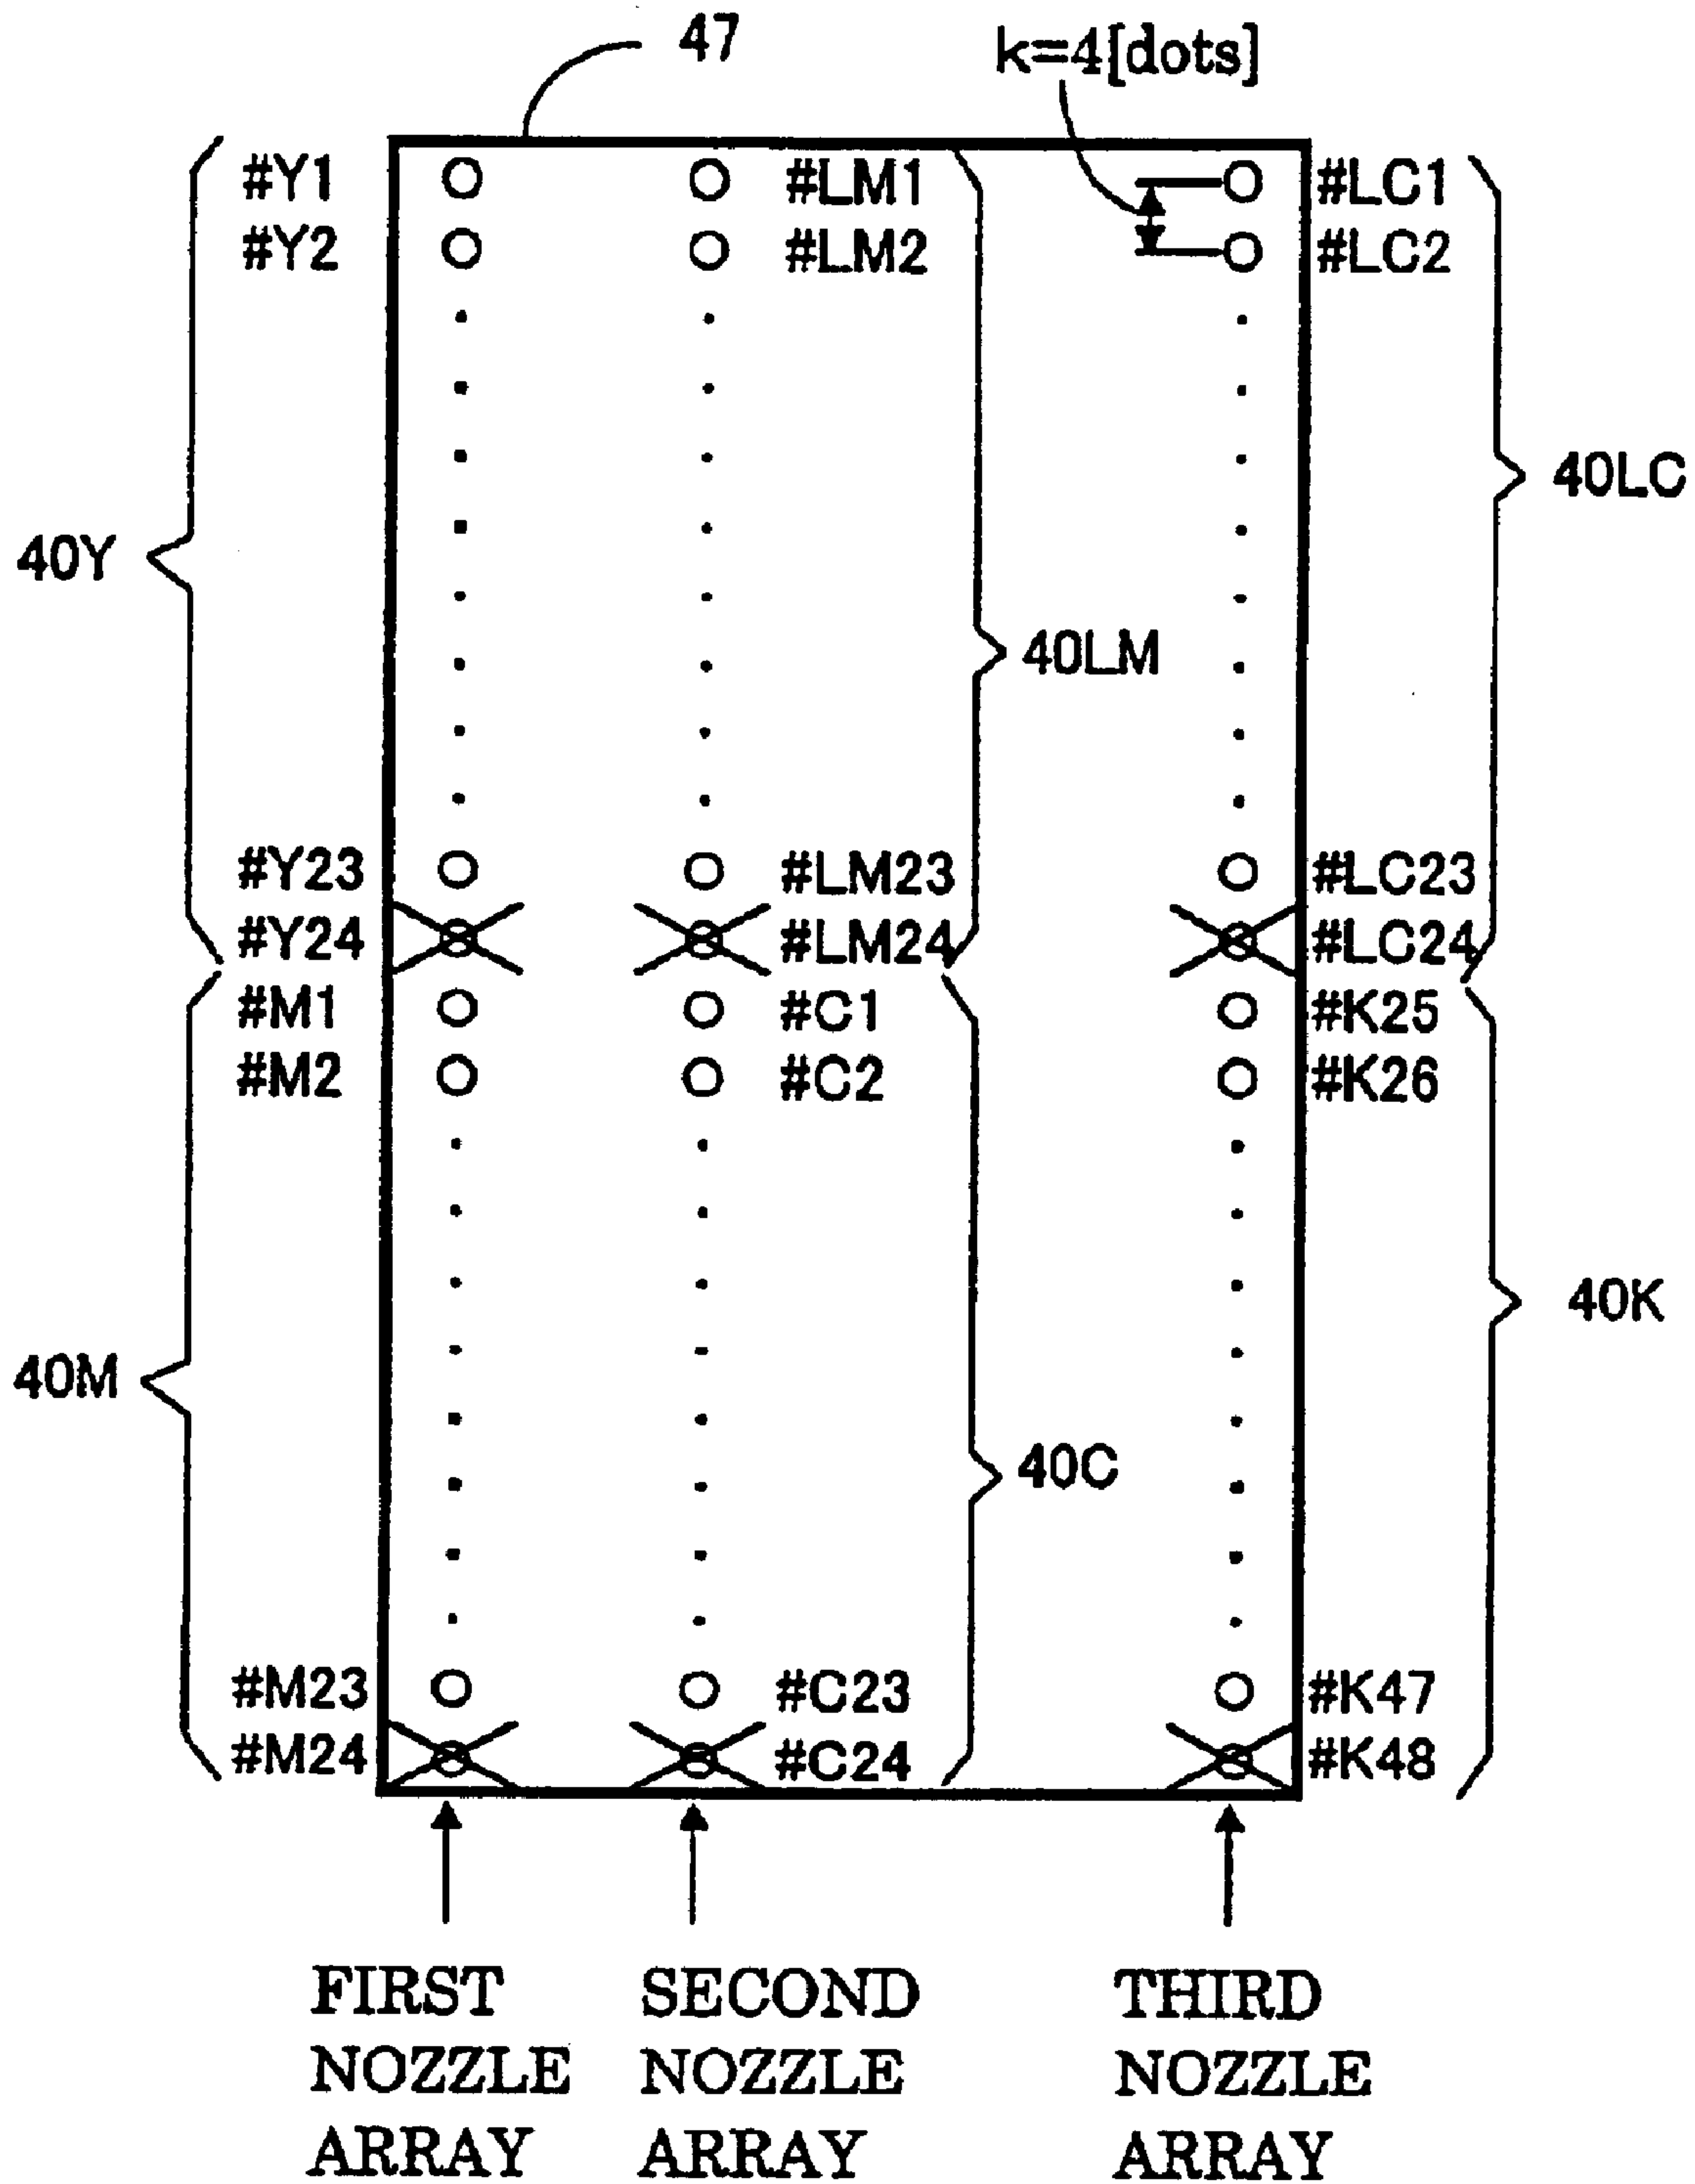 47
k=4[dots]
#Y1 #LM1 #LC1
#Y2 #LM2 #LC2
40LC
40Y
40LM
#Y23 #LM23 #LC23
#Y24 #LM24 #LC24
#M1 #C1 #K25
#M2 #C2 #K26
40K
40M
40C
#M23 #C23 #K47
#M24 #C24 #K48
FIRST NOZZLE ARRAY
SECOND NOZZLE ARRAY
THIRD NOZZLE ARRAY